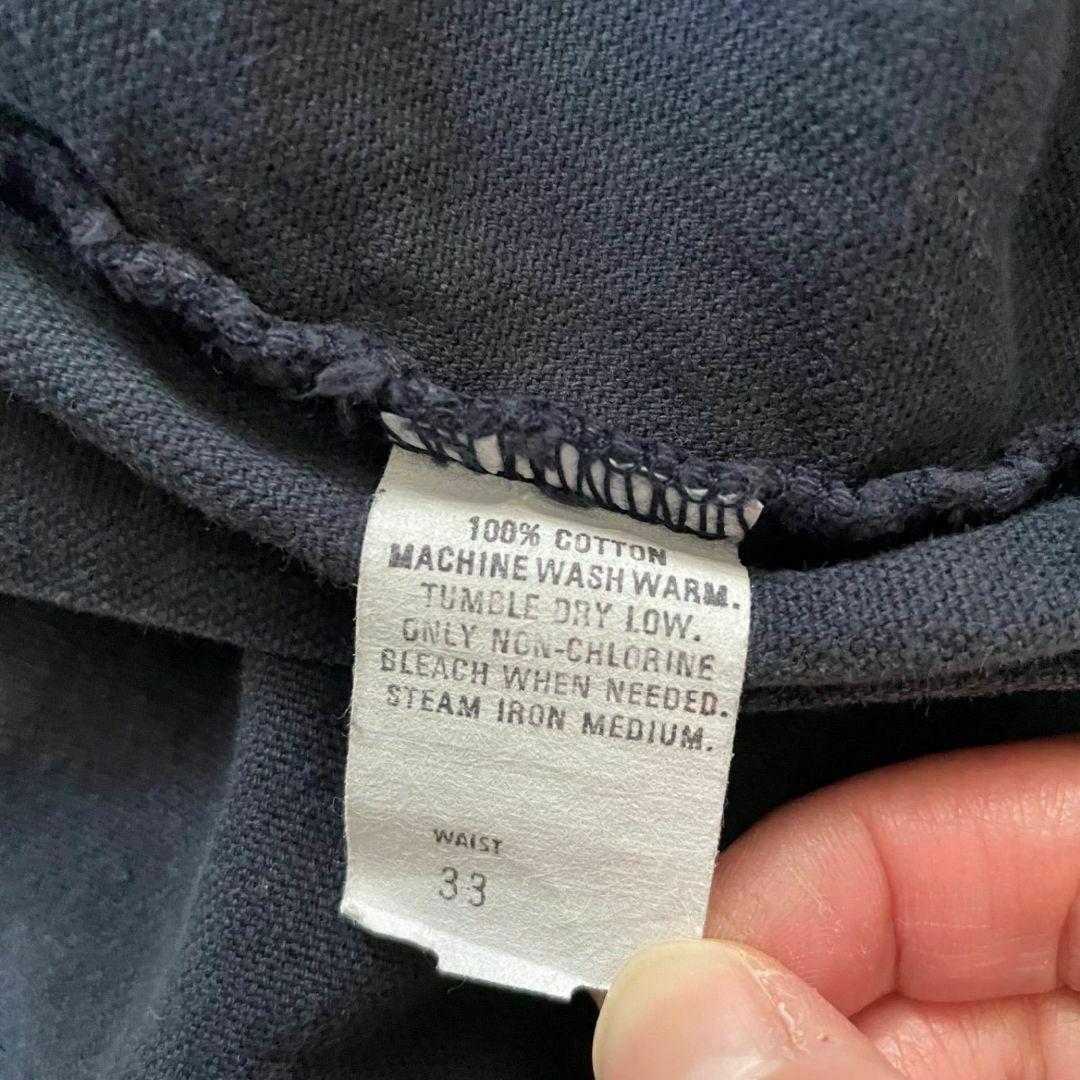 100% COTTON
MACHINE WASH WARM.
TUMBLE DRY LOW.
ONLY NON-CHLORINE
BLEACH WHEN NEEDED.
STEAM IRON MEDIUM.
WAIST
33